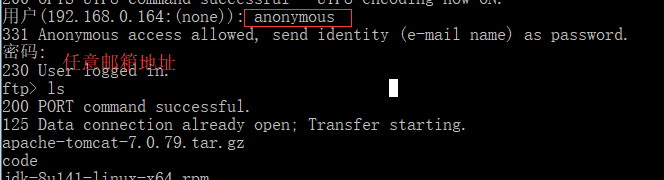 200 OPTS UTF8 command successful - UTF8 encoding now ON.
用户(192.168.0.164:(none)): anonymous
331 Anonymous access allowed, send identity (e-mail name) as password.
密码:
任意邮箱地址
230 User logged in.
ftp> ls
200 PORT command successful.
125 Data connection already open; Transfer starting.
apache-tomcat-7.0.79.tar.gz
code
jdk-8u141-linux-x64.rpm